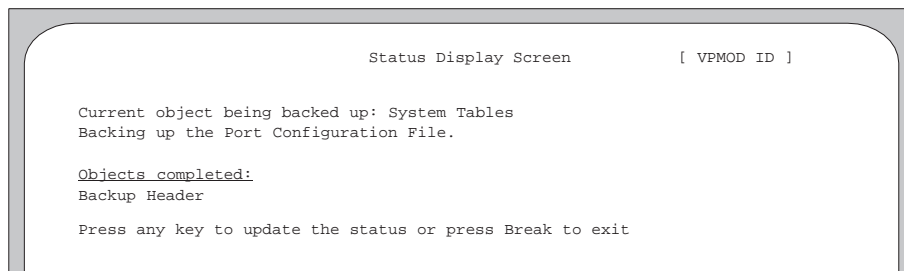 Status Display Screen [ VPMOD ID ]
Current object being backed up: System Tables
Backing up the Port Configuration File.
Objects completed:
Backup Header
Press any key to update the status or press Break to exit